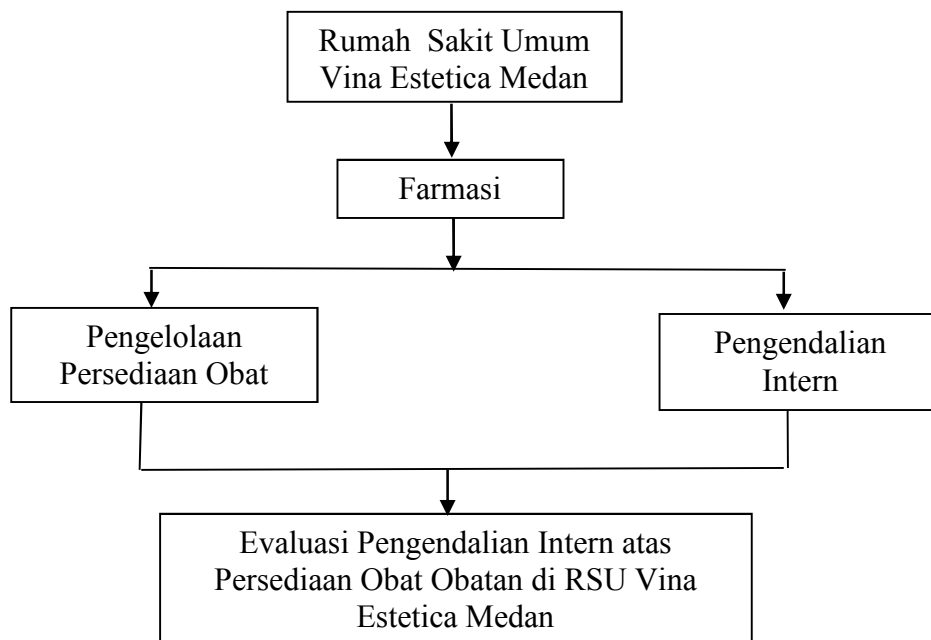 Rumah Sakit Umum
Vina Estetica Medan
Farmasi
Pengelolaan
Persediaan Obat
Pengendalian
Intern
Evaluasi Pengendalian Intern atas
Persediaan Obat Obatan di RSU Vina
Estetica Medan